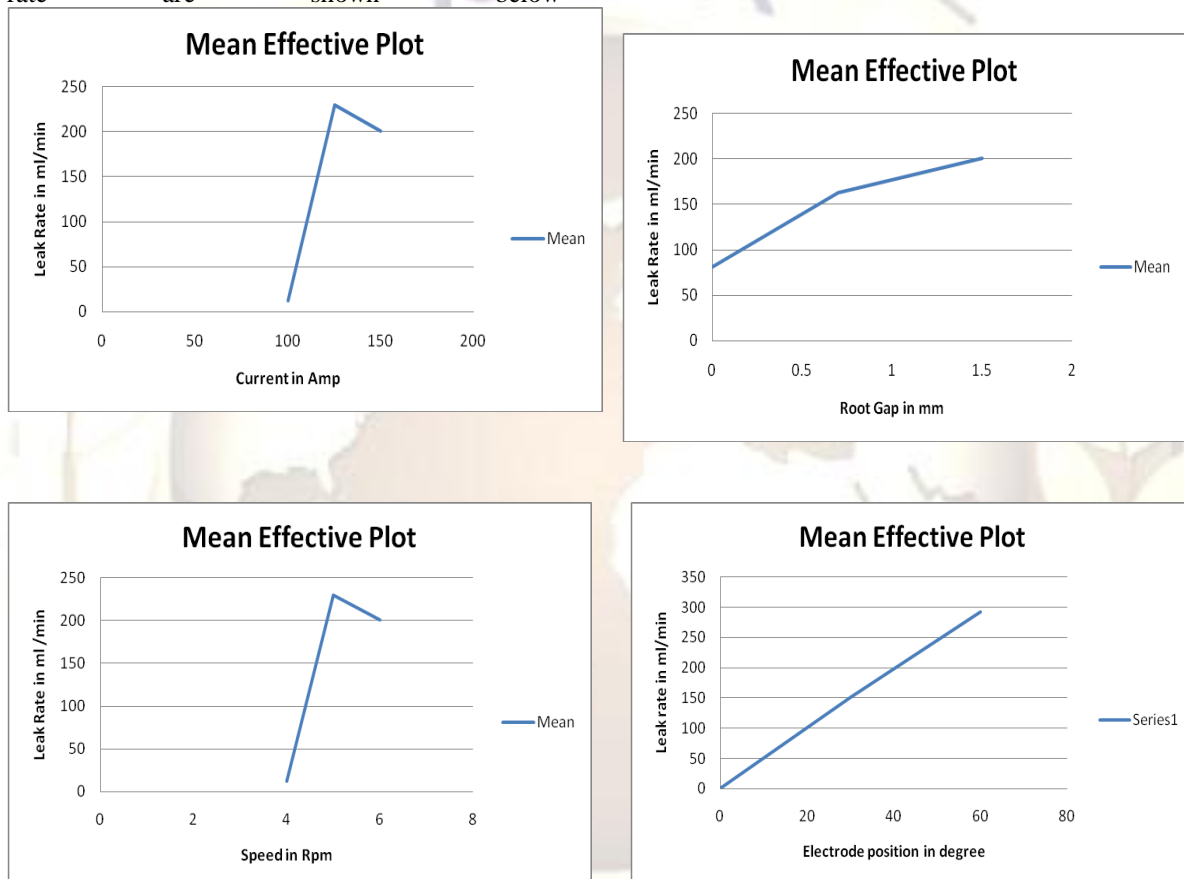 rate are shown below
Mean Effective Plot
Leak Rate in ml/min
250
200
150
100
50
0
0 50 100 150 200
Current in Amp
Mean
Mean Effective Plot
Leak Rate in ml/min
250
200
150
100
50
0
0 0.5 1 1.5 2
Root Gap in mm
Mean
Mean Effective Plot
Leak Rate in ml /min
250
200
150
100
50
0
0 2 4 6 8
Speed in Rpm
Mean
Mean Effective Plot
Leak rate in ml/min
350
300
250
200
150
100
50
0
0 20 40 60 80
Electrode position in degree
Series1